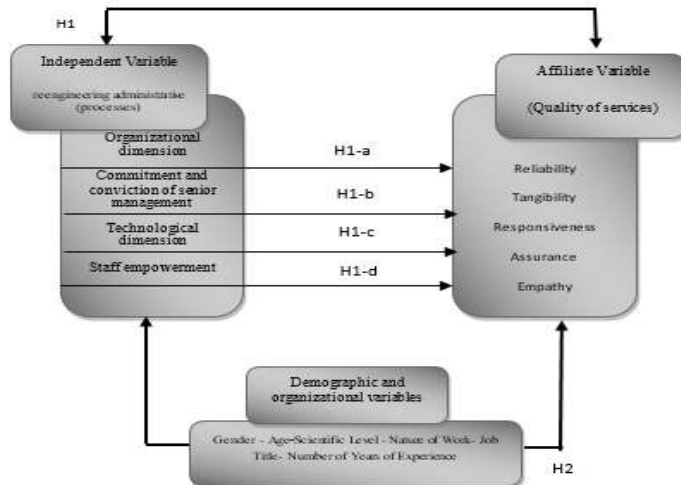 H1
Independent Variable
reengineering administrative
(processes)
Affiliate Variable
(Quality of services)
Organizational
dimension
H1-a
Reliability
Commitment and
conviction of senior
management
H1-b
Tangibility
Technological
dimension
H1-c
Responsiveness
Staff empowerment
H1-d
Assurance
Empathy
Demographic and
organizational variables
Gender - Age-Scientific Level - Nature of Work- Job
Title- Number of Years of Experience
H2